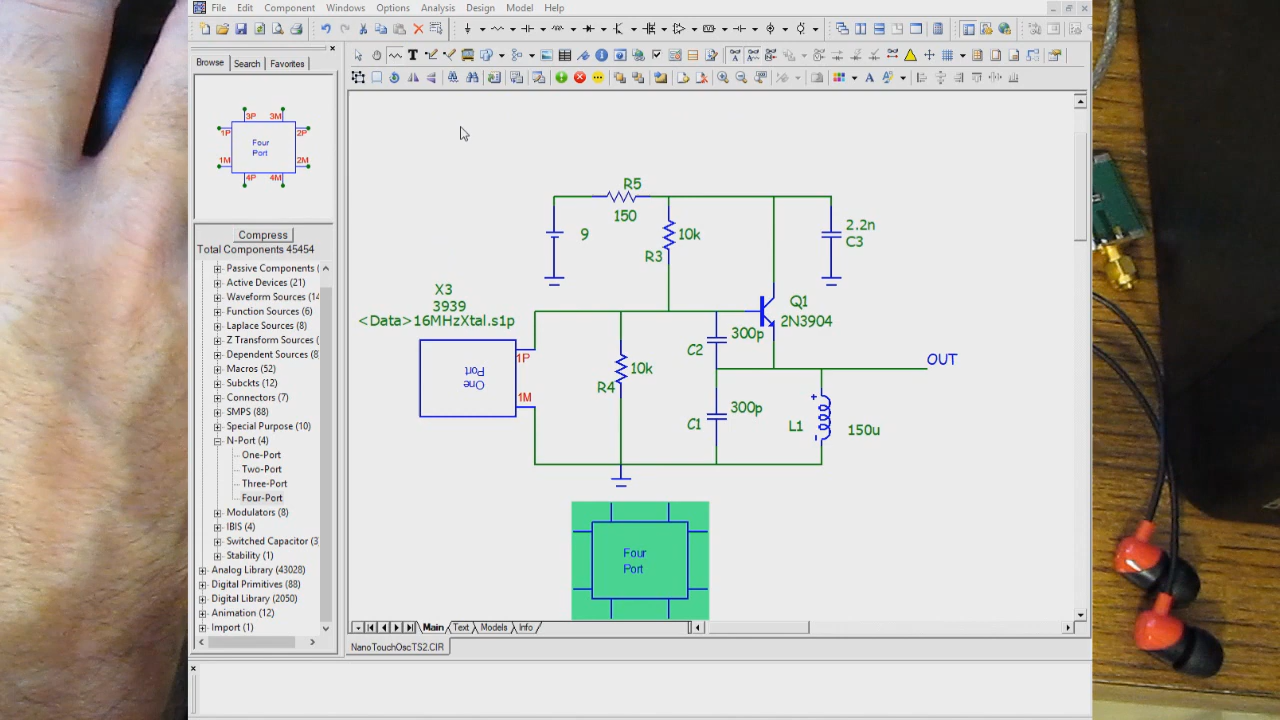 File Edit Component Windows Options Analysis Design Model Help
Browse Search Favorites
3P 3M
1P 2P
Four
Port
1M 2M
4P 4M
Compress
Total Components 45454
Passive Components (
Active Devices (21)
Waveform Sources (14
Function Sources (6)
Laplace Sources (8)
Z Transform Sources (
Dependent Sources (8
Macros (52)
Subckts (12)
Connectors (7)
SMPS (88)
Special Purpose (10)
N-Port (4)
One-Port
Two-Port
Three-Port
Four-Port
Modulators (8)
IBIS (4)
Switched Capacitor (3
Stability (1)
Analog Library (43028)
Digital Primitives (88)
Digital Library (2050)
Animation (12)
Import (1)
R5
150
9
10k
R3
2.2n
C3
X3
3939
<Data>16MHzXtal.s1p
1P
One
Port
1M
10k
R4
Q1
2N3904
300p
C2
OUT
300p
C1
L1
150u
Four
Port
Main Text Models Info
NanoTouchOscTS2.CIR